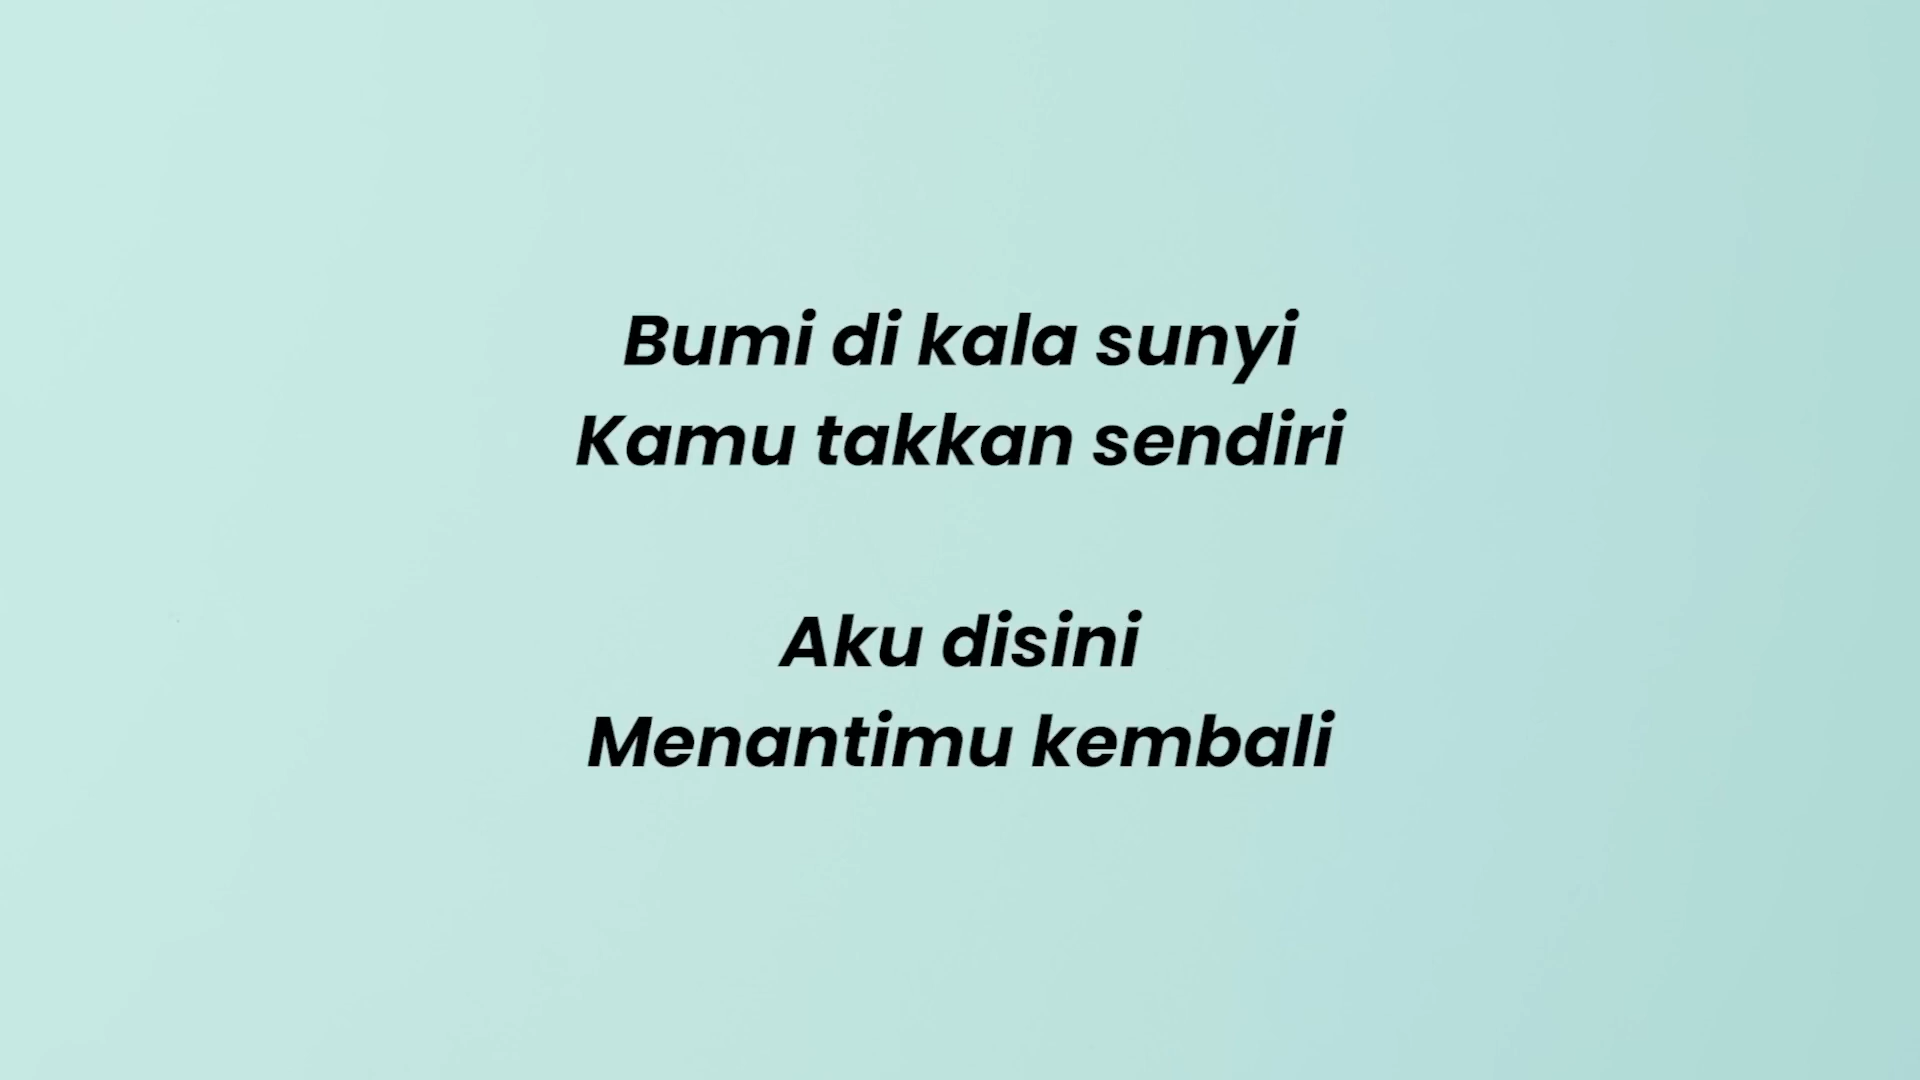 Bumi di kala sunyi
Kamu takkan sendiri
Aku disini
Menantimu kembali